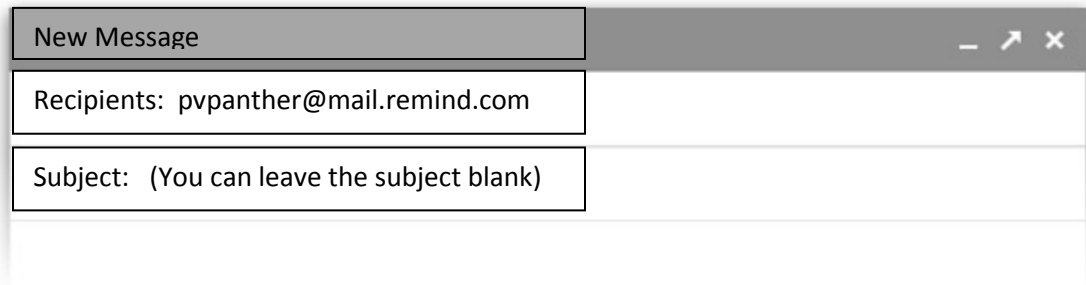 New Message
Recipients: pvpanther@mail.remind.com
Subject: (You can leave the subject blank)